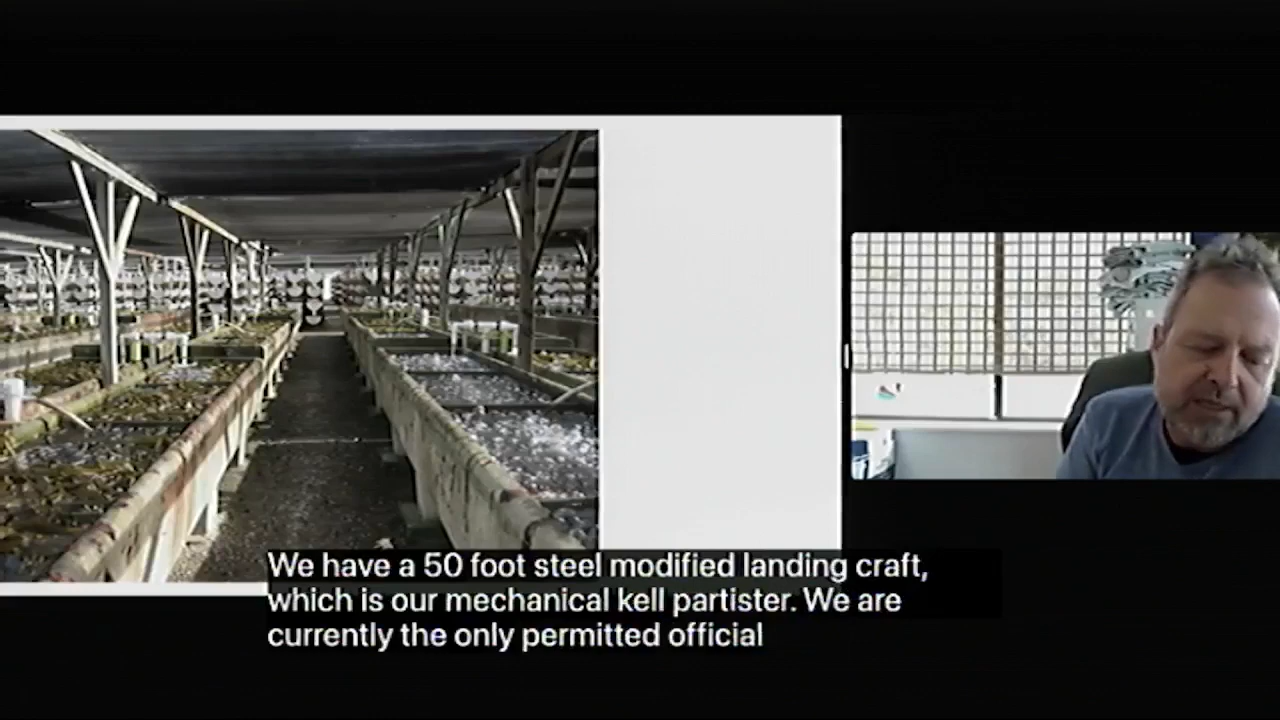 We have a 50 foot steel modified landing craft,
which is our mechanical kell partister. We are
currently the only permitted official